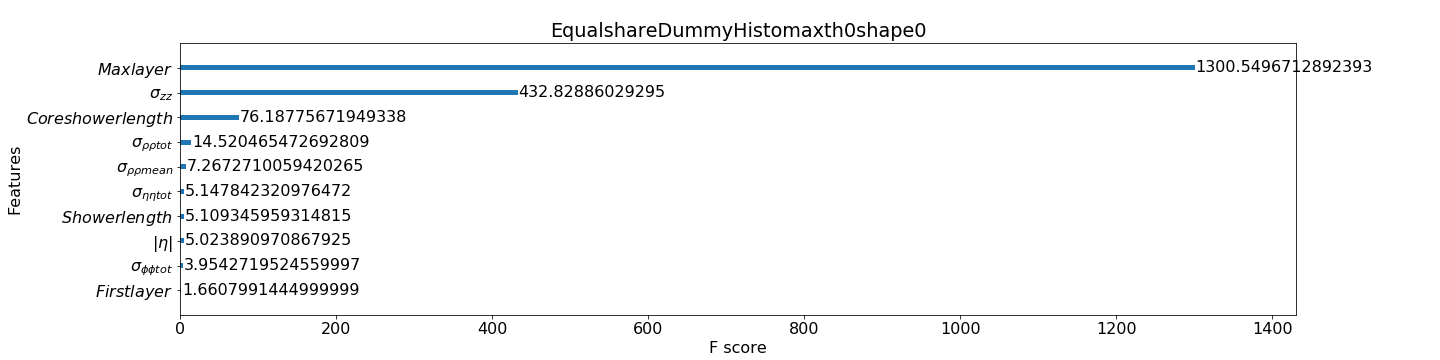 EqualshareDummyHistomaxth0shape0
Maxlayer 1300.5496712892393
σzz 432.82886029295
Coreshowerlength 76.18775671949338
σρρtot 14.520465472692809
σρρmean 7.2672710059420265
σηηtot 5.147842320976472
Showerlength 5.109345959314815
|η| 5.023890970867925
σϕϕtot 3.9542719524559997
Firstlayer 1.6607991444999999
Features
0 200 400 600 800 1000 1200 1400
F score